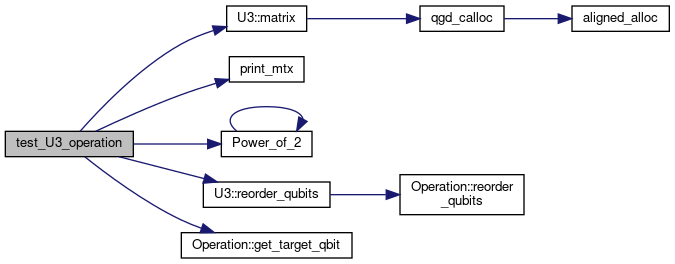 U3::matrix
qgd_calloc
aligned_alloc
print_mtx
test_U3_operation
Power_of_2
U3::reorder_qubits
Operation::reorder
_qubits
Operation::get_target_qbit